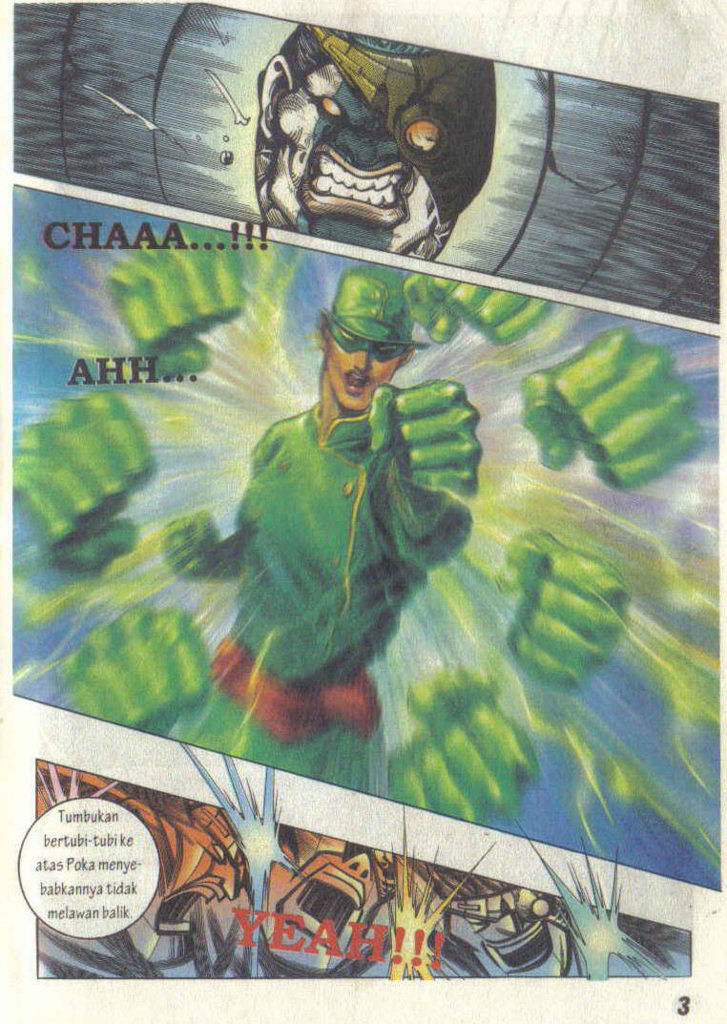 CHAAA...!!!
AHH...
Tumbukan
bertubi-tubi ke
atas Poka menye-
babkannya tidak
melawan balik.
YEAH!!!
3